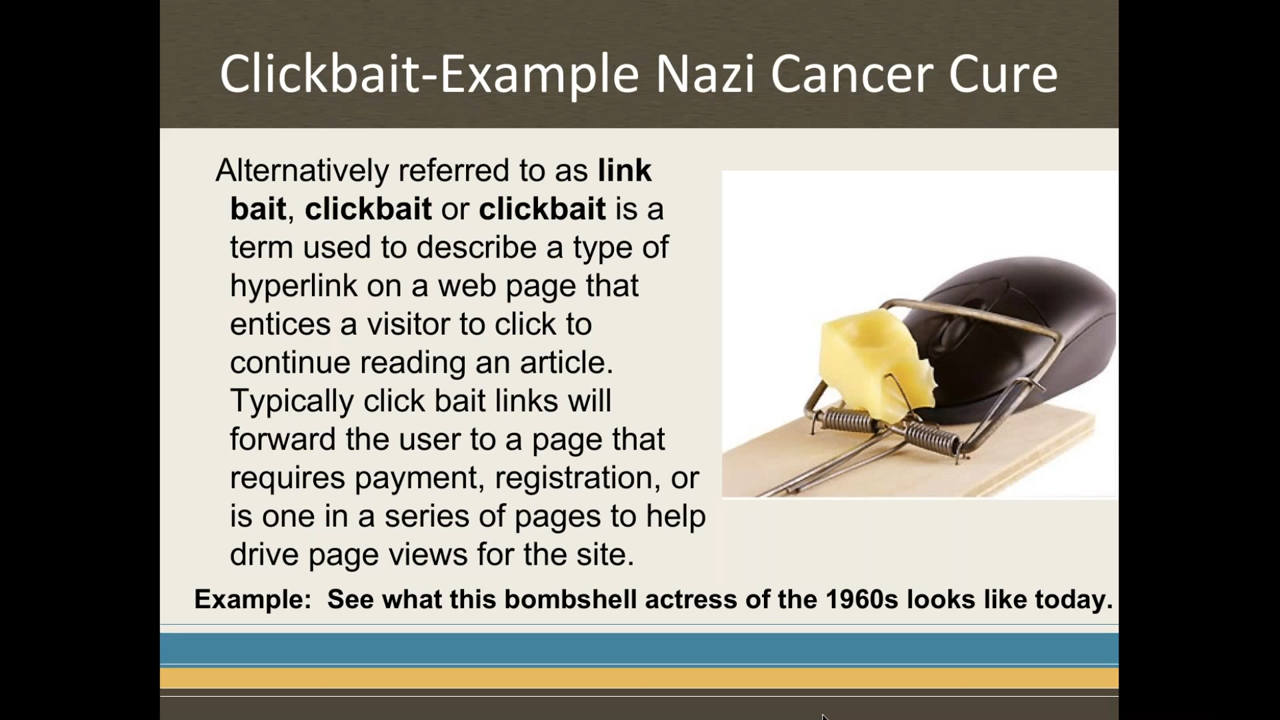 Clickbait-Example Nazi Cancer Cure
Alternatively referred to as link
bait, clickbait or clickbait is a
term used to describe a type of
hyperlink on a web page that
entices a visitor to click to
continue reading an article.
Typically click bait links will
forward the user to a page that
requires payment, registration, or
is one in a series of pages to help
drive page views for the site.
Example:  See what this bombshell actress of the 1960s looks like today.